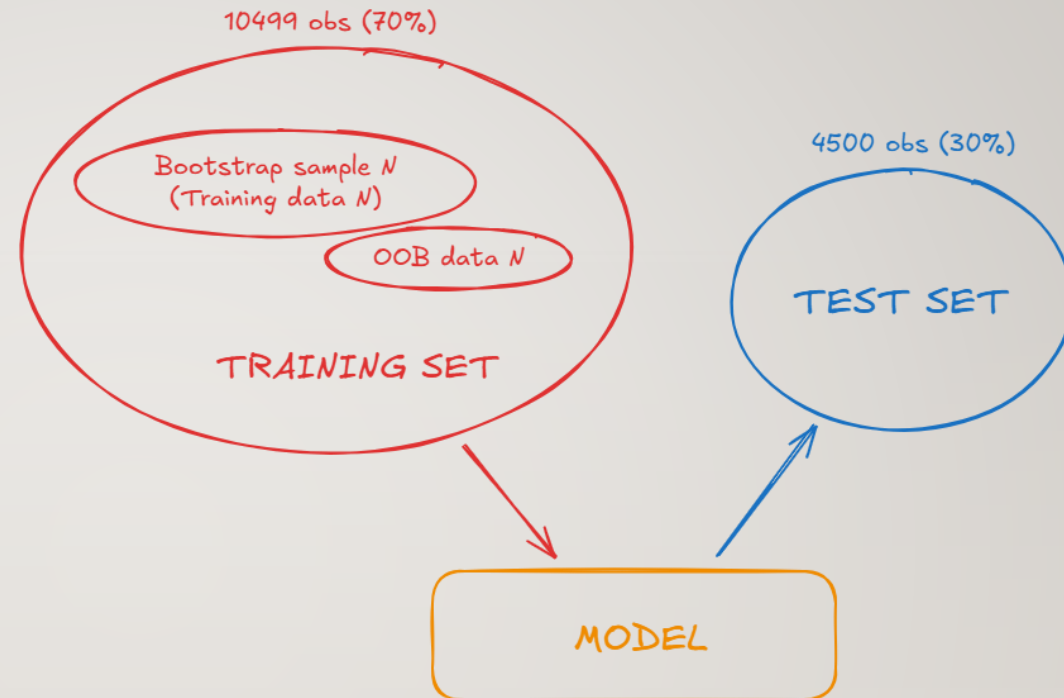 10499 obs (70%)
Bootstrap sample N
(Training data N)
OOB data N
TRAINING SET
4500 obs (30%)
TEST SET
MODEL